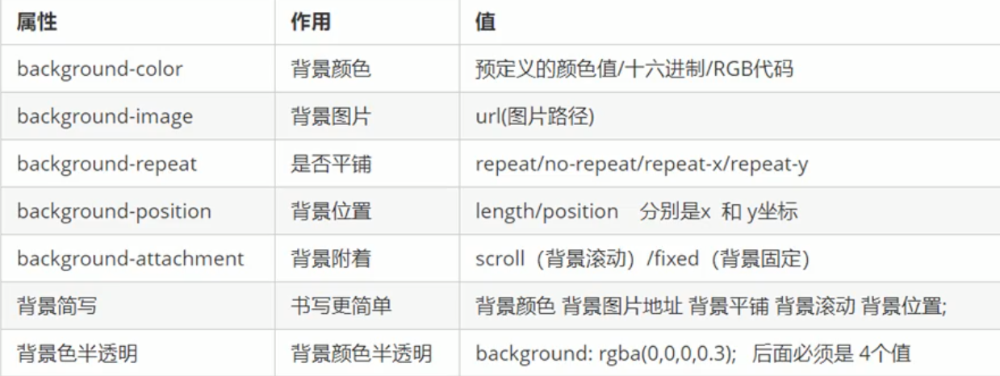 属性 作用 值
background-color 背景颜色 预定义的颜色值/十六进制/RGB代码
background-image 背景图片 url(图片路径)
background-repeat 是否平铺 repeat/no-repeat/repeat-x/repeat-y
background-position 背景位置 length/position 分别是x 和 y坐标
background-attachment 背景附着 scroll（背景滚动）/fixed（背景固定）
背景简写 书写更简单 背景颜色 背景图片地址 背景平铺 背景滚动 背景位置;
背景色半透明 背景颜色半透明 background: rgba(0,0,0,0.3); 后面必须是 4个值